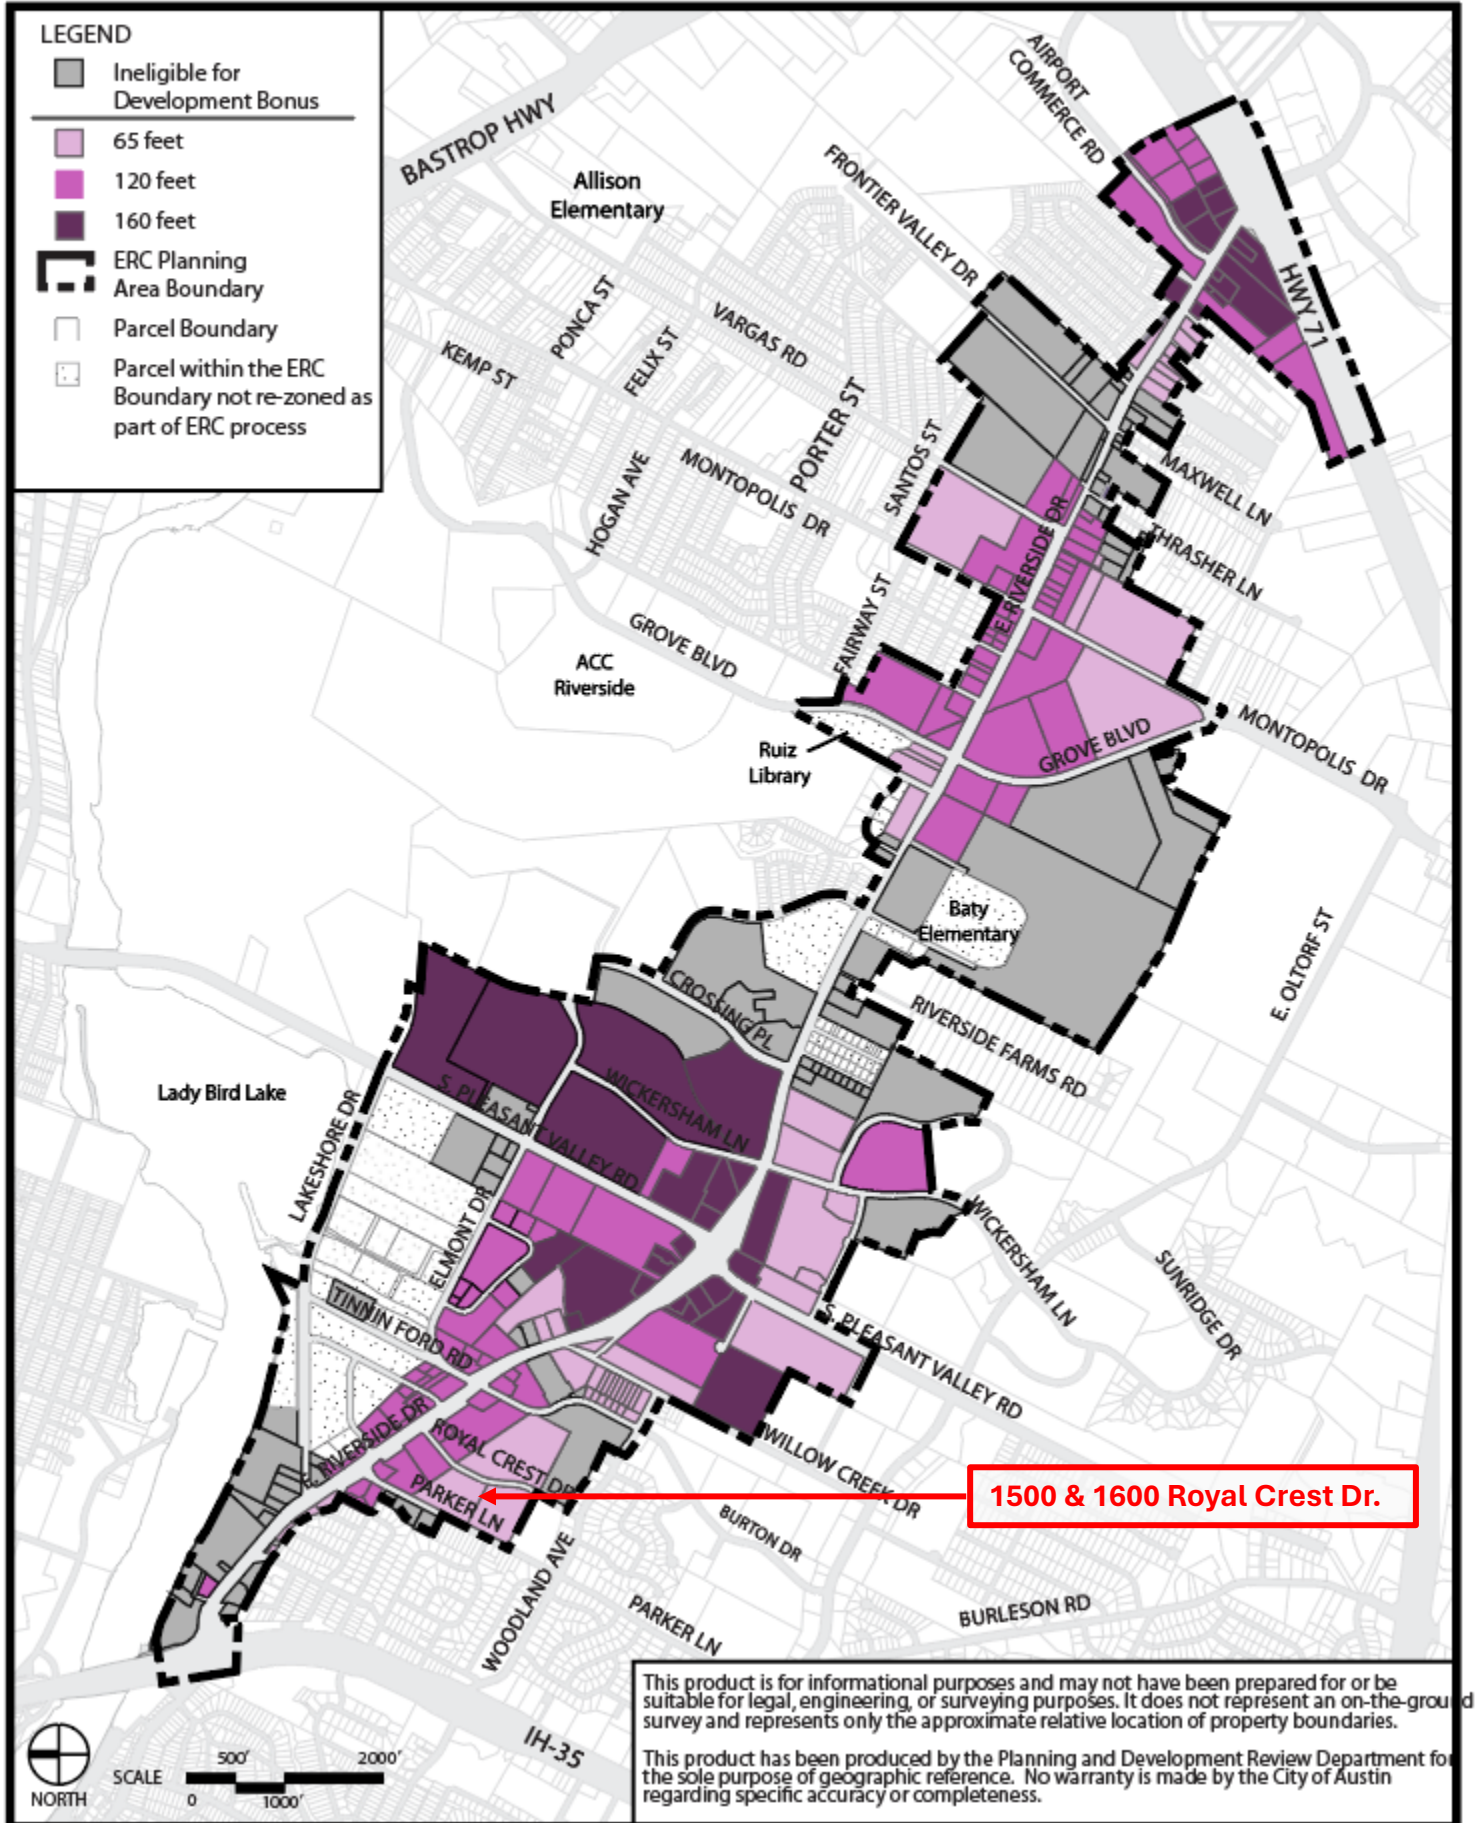 LEGEND
Ineligible for
Development Bonus
65 feet
120 feet
160 feet
ERC Planning
Area Boundary
Parcel Boundary
Parcel within the ERC
Boundary not re-zoned as
part of ERC process
BASTROP HWY
AIRPORT
COMMERCE RD
FRONTIER VALLEY DR
Allison
Elementary
HWY 71
PONCA ST
VARGAS RD
KEMP ST
FELIX ST
PORTER ST
SANTOS ST
MONTOPOLIS DR
HOGAN AVE
MAXWELL LN
THRASHER LN
E. RIVERSIDE DR
FAIRWAY ST
GROVE BLVD
ACC
Riverside
Ruiz
Library
GROVE BLVD
MONTOPOLIS DR
Baty
Elementary
E. OLTORF ST
CROSSING PL
RIVERSIDE FARMS RD
Lady Bird Lake
LAKESHORE DR
S. PLEASANT VALLEY RD
WICKERSHAM LN
ELMONT DR
WICKERSHAM LN
SUNRIDGE DR
TINNIN FORD RD
S. PLEASANT VALLEY RD
E. RIVERSIDE DR
ROYAL CREST DR
PARKER LN
WILLOW CREEK DR
1500 & 1600 Royal Crest Dr.
BURTON DR
WOODLAND AVE
PARKER LN
BURLESON RD
IH-35
NORTH
SCALE
500'
2000'
0
1000'
This product is for informational purposes and may not have been prepared for or be
suitable for legal, engineering, or surveying purposes. It does not represent an on-the-ground
survey and represents only the approximate relative location of property boundaries.
This product has been produced by the Planning and Development Review Department for
the sole purpose of geographic reference. No warranty is made by the City of Austin
regarding specific accuracy or completeness.